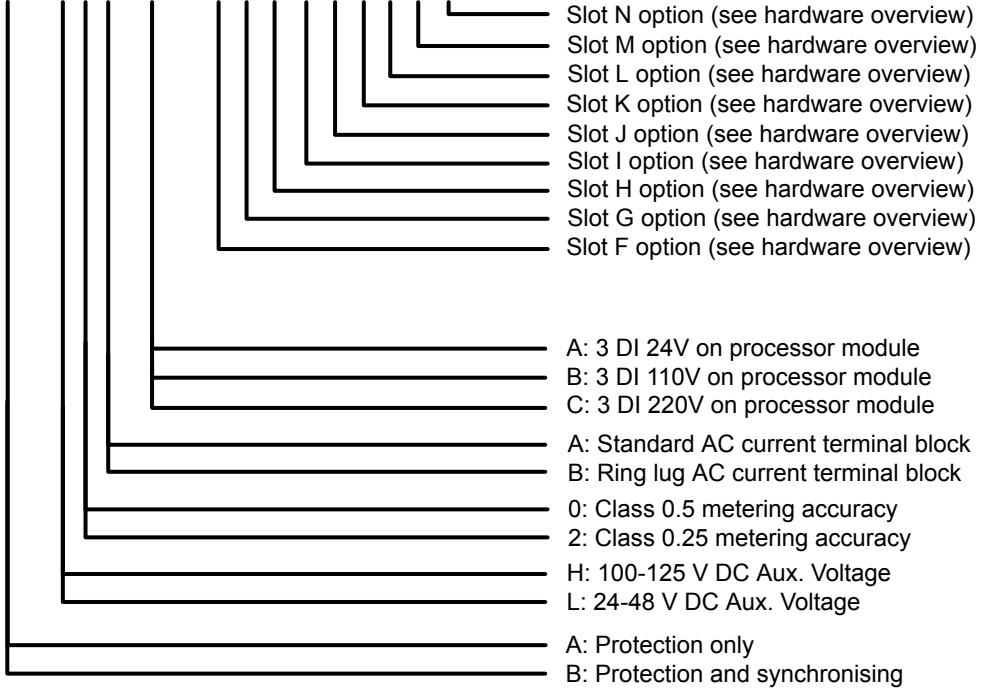 Slot N option (see hardware overview)
Slot M option (see hardware overview)
Slot L option (see hardware overview)
Slot K option (see hardware overview)
Slot J option (see hardware overview)
Slot I option (see hardware overview)
Slot H option (see hardware overview)
Slot G option (see hardware overview)
Slot F option (see hardware overview)
A: 3 DI 24V on processor module
B: 3 DI 110V on processor module
C: 3 DI 220V on processor module
A: Standard AC current terminal block
B: Ring lug AC current terminal block
0: Class 0.5 metering accuracy
2: Class 0.25 metering accuracy
H: 100-125 V DC Aux. Voltage
L: 24-48 V DC Aux. Voltage
A: Protection only
B: Protection and synchronising